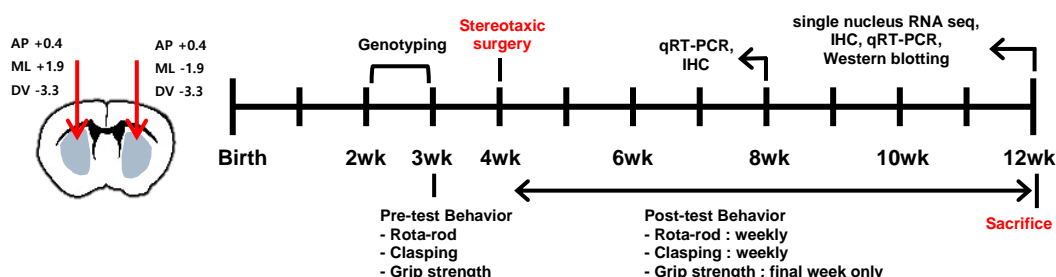 AP +0.4
ML +1.9
DV -3.3
AP +0.4
ML -1.9
DV -3.3
Genotyping
Stereotaxic
surgery
qRT-PCR,
IHC
single nucleus RNA seq,
IHC, qRT-PCR,
Western blotting
Birth
2wk
3wk
4wk
6wk
8wk
10wk
12wk
Pre-test Behavior
- Rota-rod
- Clasping
- Grip strength
Post-test Behavior
- Rota-rod : weekly
- Clasping : weekly
- Grip strength : final week only
Sacrifice